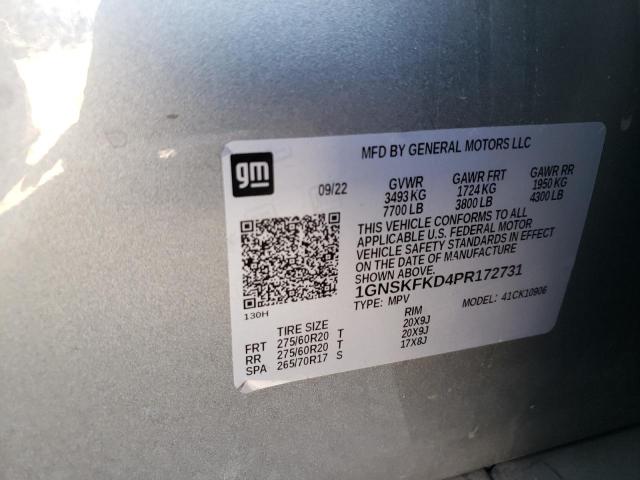 gm
MFD BY GENERAL MOTORS LLC
09/22
GVWR GAWR FRT GAWR RR
3493 KG 1724 KG 1950 KG
7700 LB 3800 LB 4300 LB
THIS VEHICLE CONFORMS TO ALL
APPLICABLE U.S. FEDERAL MOTOR
VEHICLE SAFETY STANDARDS IN EFFECT
ON THE DATE OF MANUFACTURE
SHOWN ABOVE.
1GNSKFKD4PR172731
TYPE: MPV MODEL: 41CK10906
130H
TIRE SIZE RIM
FRT 275/60R20 T 20X9J
RR 275/60R20 T 20X9J
SPA 265/70R17 S 17X8J